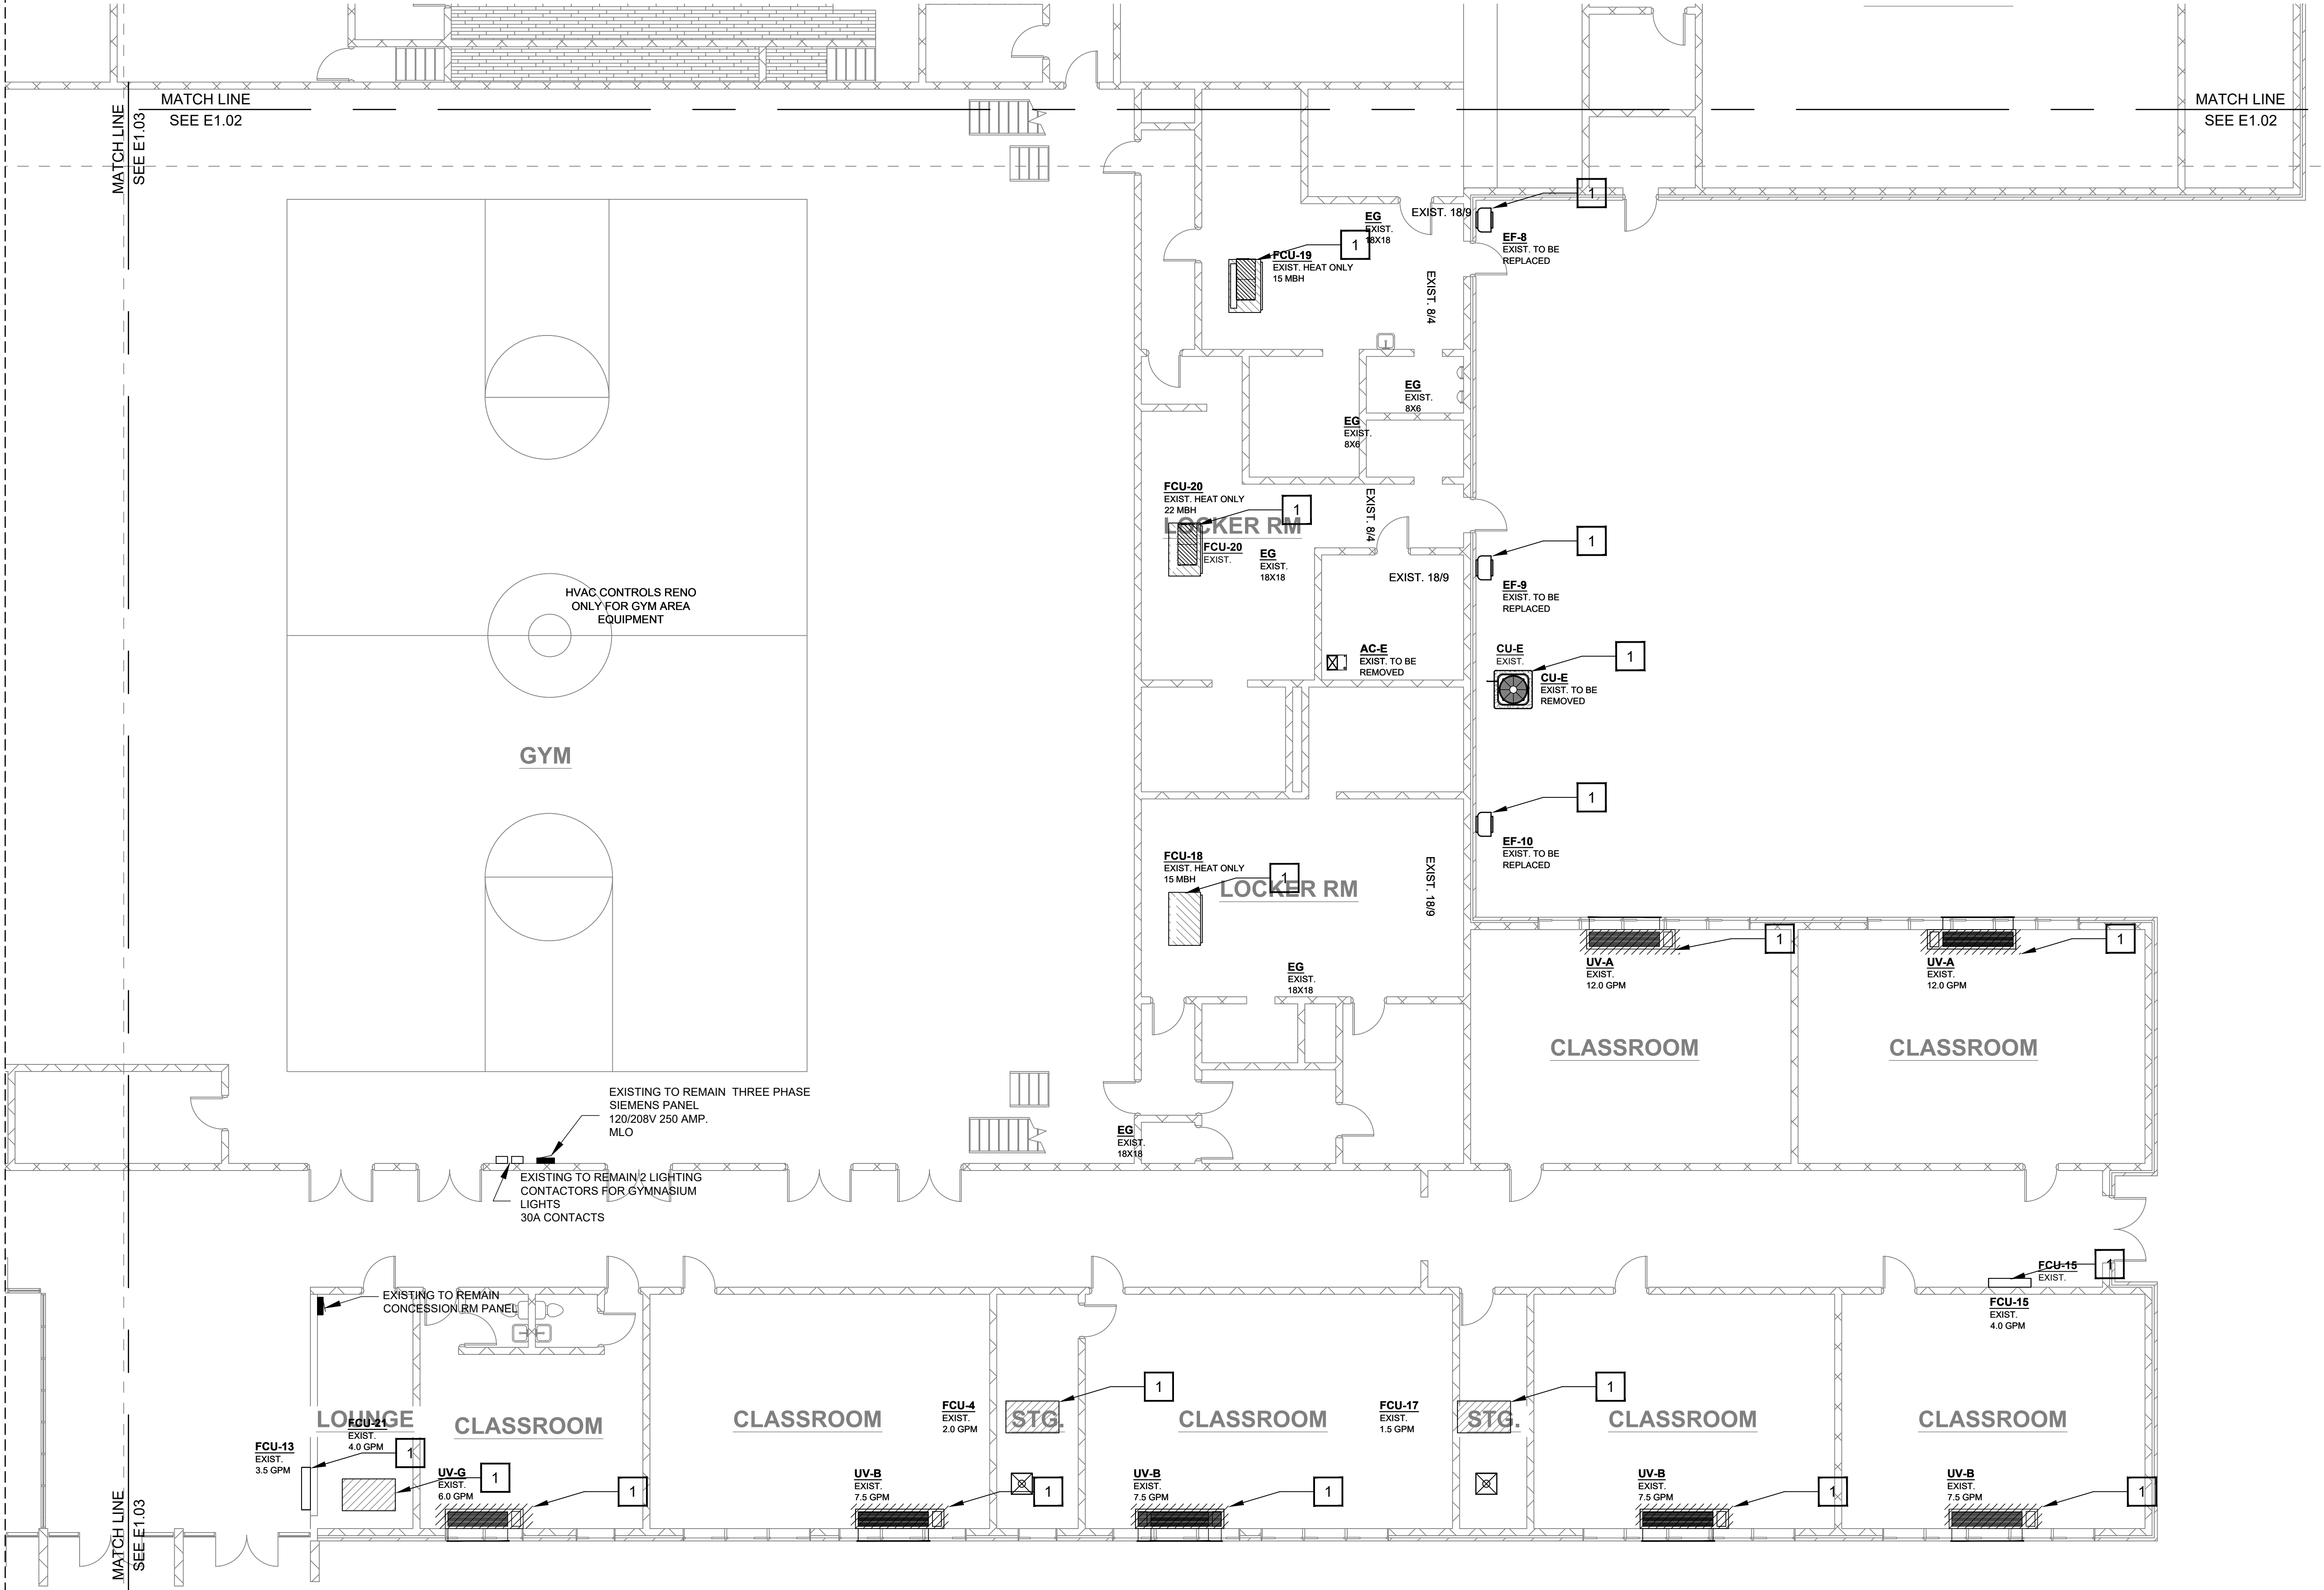 MATCH LINE
SEE E1.02
MATCH LINE
SEE E1.03
MATCH LINE
SEE E1.02
1
EF-8
EXIST. TO BE
REPLACED
EG
EXIST.
18X18
EXIST. 18/9
1
FCU-19
EXIST. HEAT ONLY
15 MBH
EXIST. 8/4
EG
EXIST.
8X6
EG
EXIST.
8X6
FCU-20
EXIST. HEAT ONLY
22 MBH
1
LOCKER RM
FCU-20
EXIST.
EG
EXIST.
18X18
EXIST. 8/4
EXIST. 18/9
1
EF-9
EXIST. TO BE
REPLACED
HVAC CONTROLS RENO
ONLY FOR GYM AREA
EQUIPMENT
AC-E
EXIST. TO BE
REMOVED
CU-E
EXIST.
1
CU-E
EXIST. TO BE
REMOVED
GYM
1
EF-10
EXIST. TO BE
REPLACED
FCU-18
EXIST. HEAT ONLY
15 MBH
1
LOCKER RM
EXIST. 18/9
EG
EXIST.
18X18
1
UV-A
EXIST.
12.0 GPM
1
UV-A
EXIST.
12.0 GPM
CLASSROOM
CLASSROOM
EXISTING TO REMAIN  THREE PHASE
SIEMENS PANEL
120/208V 250 AMP.
MLO
EG
EXIST.
18X18
EXISTING TO REMAIN 2 LIGHTING
CONTACTORS FOR GYMNASIUM
LIGHTS
30A CONTACTS
EXISTING TO REMAIN
CONCESSION RM PANEL
FCU-15
EXIST.
1
FCU-15
EXIST.
4.0 GPM
LOUNGE
FCU-21
EXIST.
4.0 GPM
1
FCU-13
EXIST.
3.5 GPM
CLASSROOM
UV-G
EXIST.
6.0 GPM
1
1
CLASSROOM
UV-B
EXIST.
7.5 GPM
1
FCU-4
EXIST.
2.0 GPM
STG.
1
CLASSROOM
UV-B
EXIST.
7.5 GPM
1
FCU-17
EXIST.
1.5 GPM
STG.
1
CLASSROOM
UV-B
EXIST.
7.5 GPM
1
CLASSROOM
UV-B
EXIST.
7.5 GPM
1
MATCH LINE
SEE E1.03